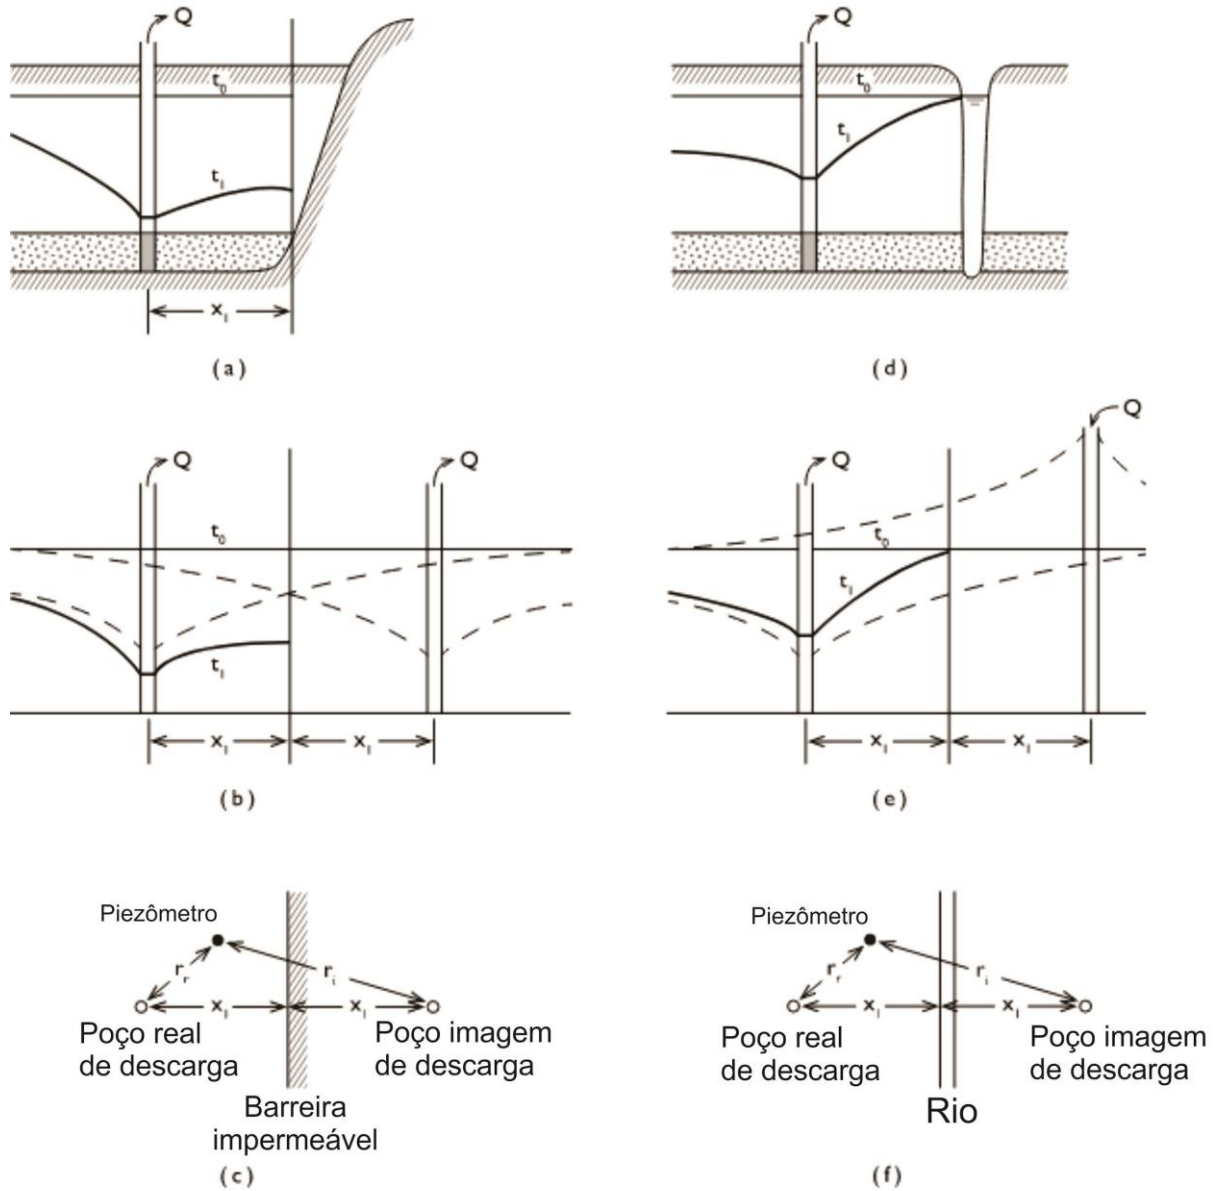 Q
t₀
t₁
x₁
(a)
Q
t₀
t₁
(d)
Q
Q
t₀
t₁
x₁
x₁
(b)
Q
Q
t₀
t₁
x₁
x₁
(e)
Piezômetro
rᵣ
rᵢ
x₁
x₁
Poço real
de descarga
Poço imagem
de descarga
Barreira
impermeável
(c)
Piezômetro
rᵣ
rᵢ
x₁
x₁
Poço real
de descarga
Poço imagem
de descarga
Rio
(f)